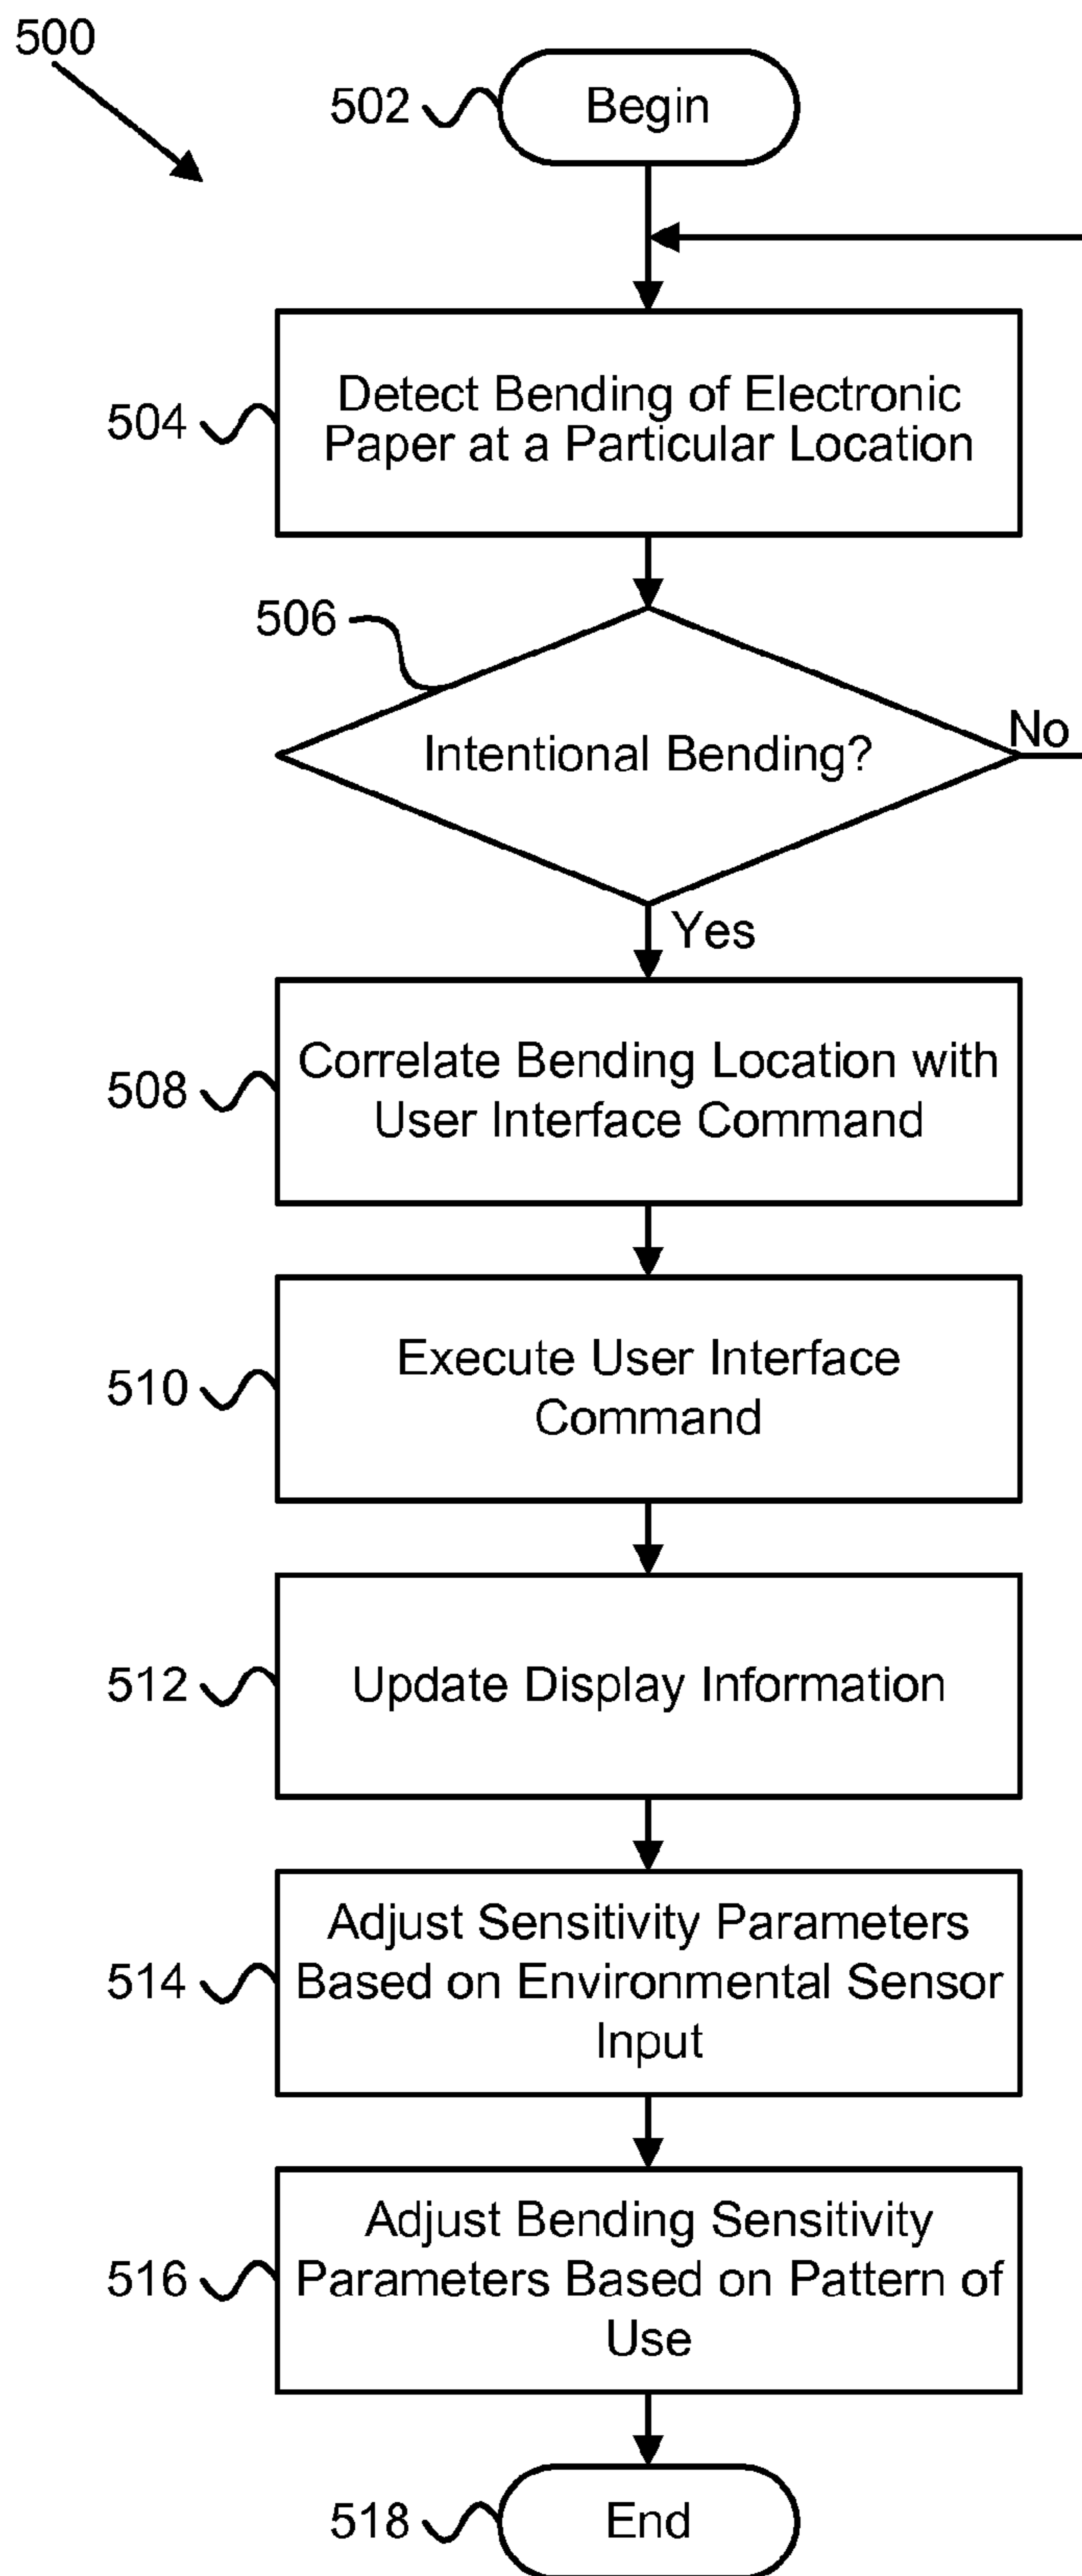 500
502
Begin
504
Detect Bending of Electronic
Paper at a Particular Location
506
Intentional Bending?
No
Yes
508
Correlate Bending Location with
User Interface Command
510
Execute User Interface
Command
512
Update Display Information
514
Adjust Sensitivity Parameters
Based on Environmental Sensor
Input
516
Adjust Bending Sensitivity
Parameters Based on Pattern of
Use
518
End